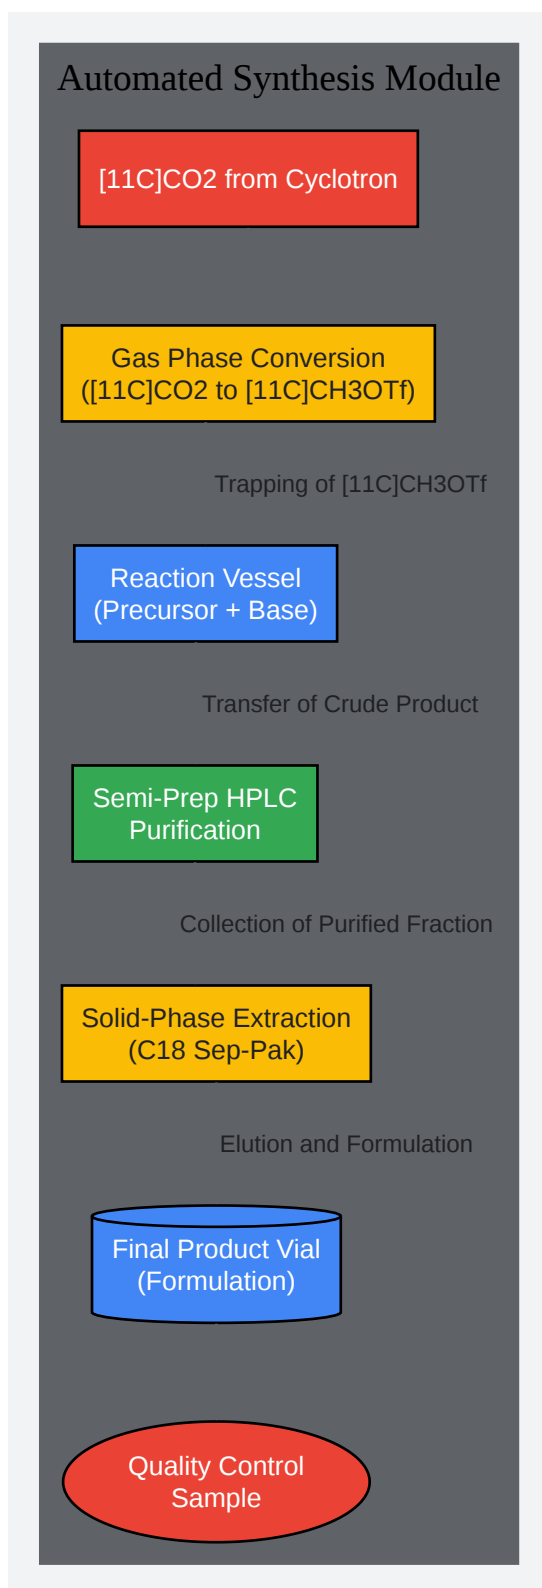 Automated Synthesis Module
[11C]CO2 from Cyclotron
Gas Phase Conversion
([11C]CO2 to [11C]CH3OTf)
Trapping of [11C]CH3OTf
Reaction Vessel
(Precursor + Base)
Transfer of Crude Product
Semi-Prep HPLC
Purification
Collection of Purified Fraction
Solid-Phase Extraction
(C18 Sep-Pak)
Elution and Formulation
Final Product Vial
(Formulation)
Quality Control
Sample